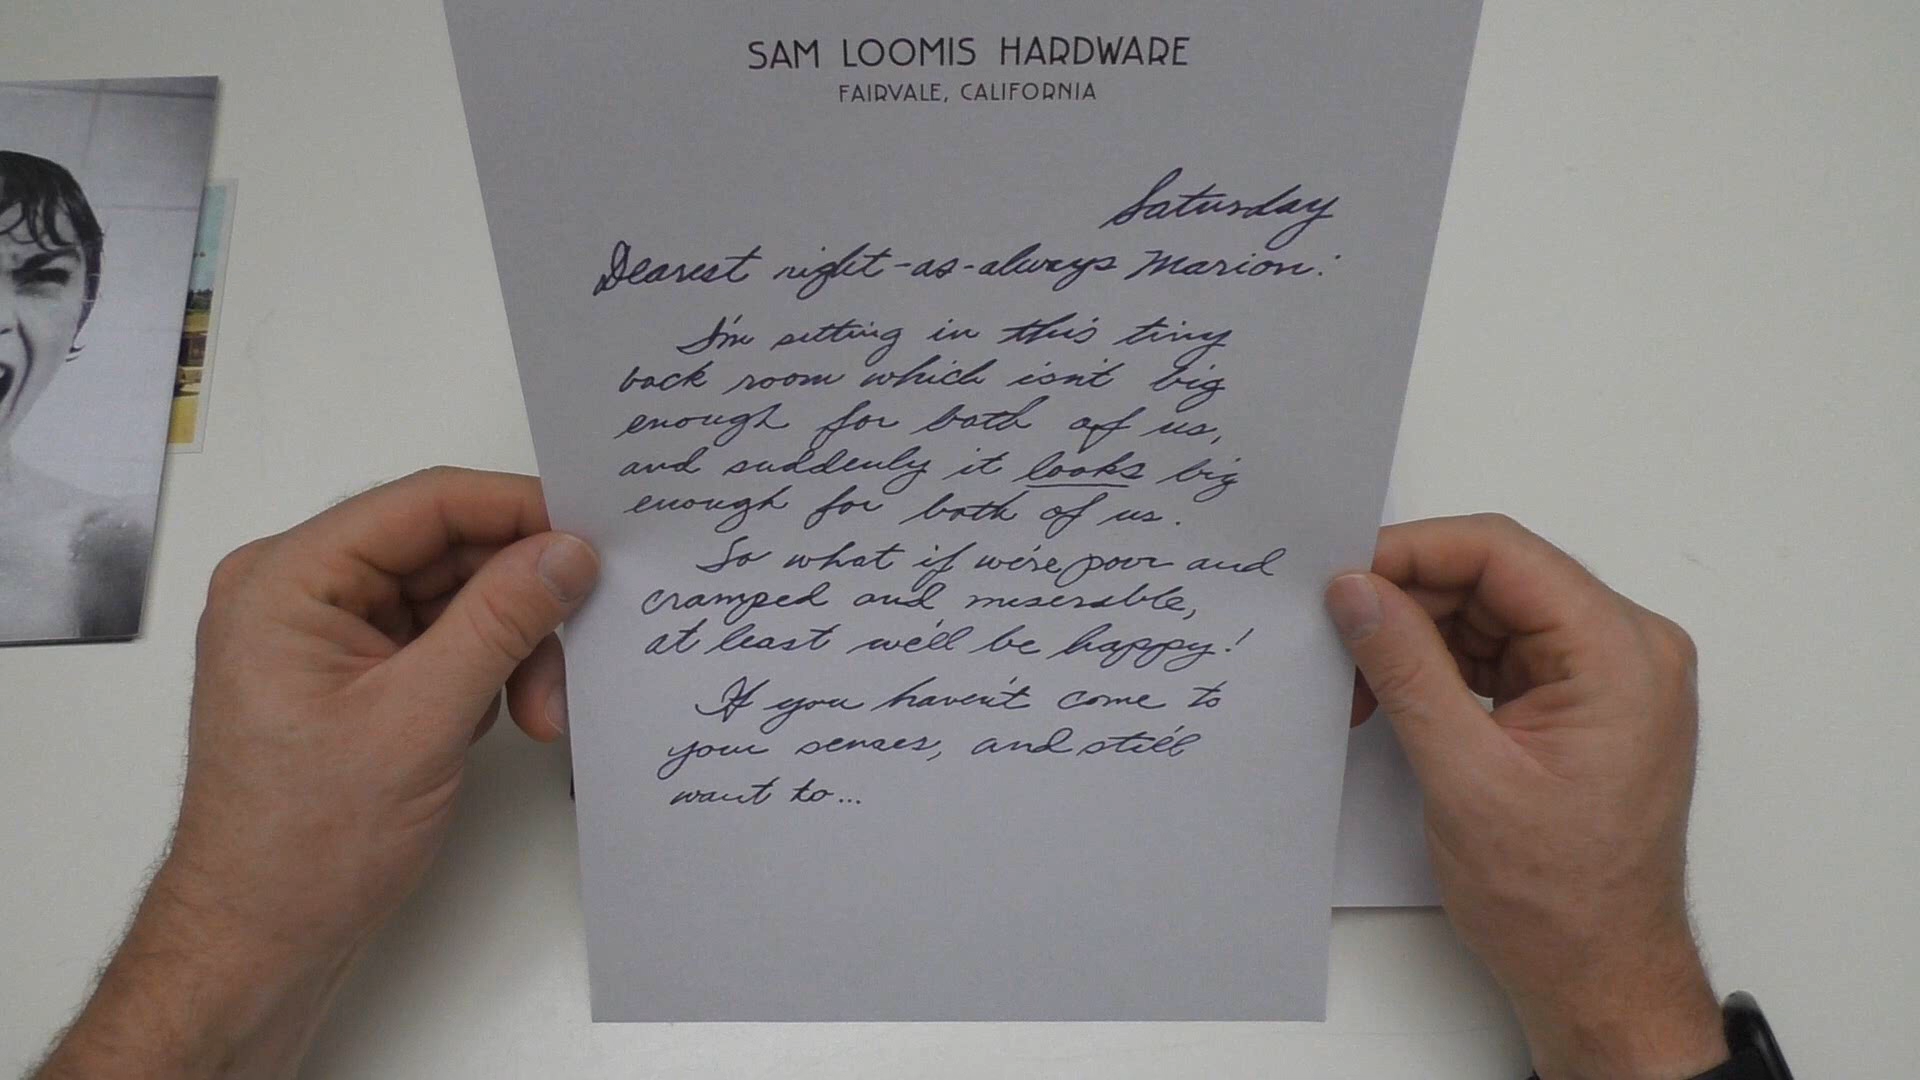 SAM LOOMIS HARDWARE
FAIRVALE, CALIFORNIA
Saturday
Dearest right-as-always Marion:
I'm sitting in this tiny
back room which isn't big
enough for both of us,
and suddenly it looks big
enough for both of us.
So what if we're poor and
cramped and miserable,
at least we'll be happy!
If you haven't come to
your senses, and still
want to...